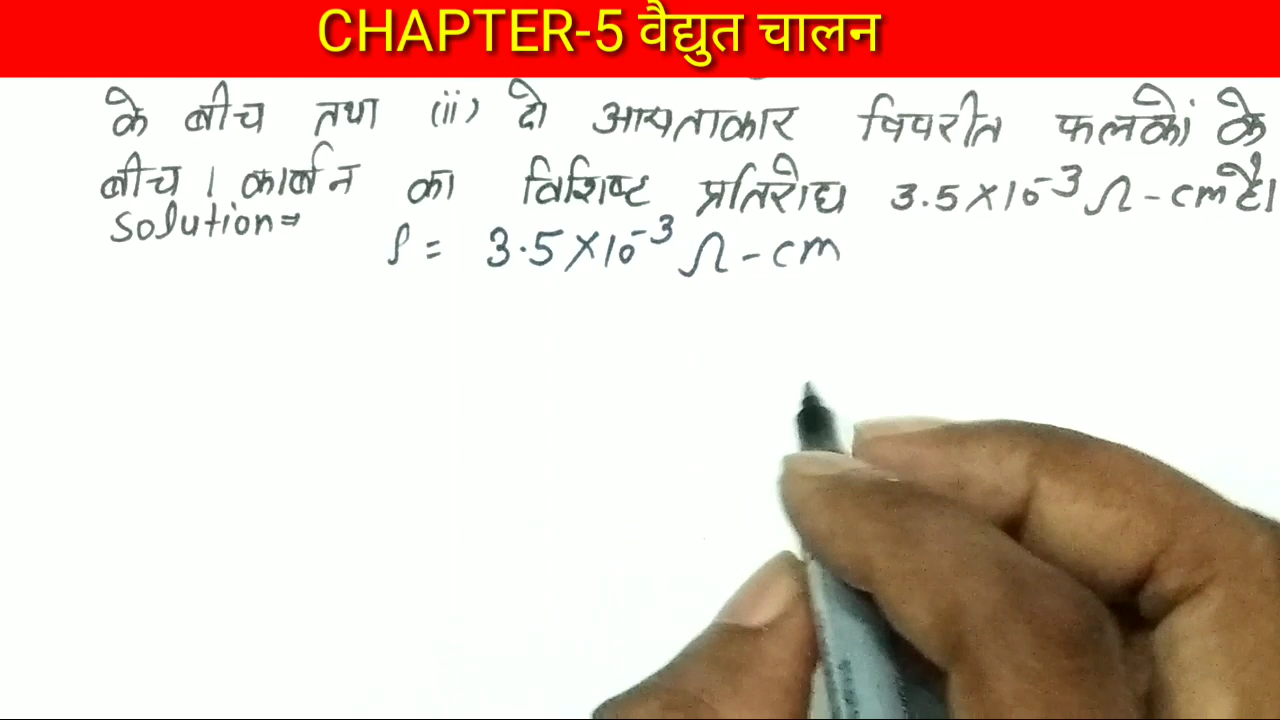 CHAPTER-5 वैद्युत चालन
के बीच तथा (ii) दो आयताकार विपरीत फलकों के
बीच। कार्बन का विशिष्ट प्रतिरोध 3.5×10⁻³ Ω-cm है।
solution⇒
ρ = 3.5×10⁻³ Ω-cm